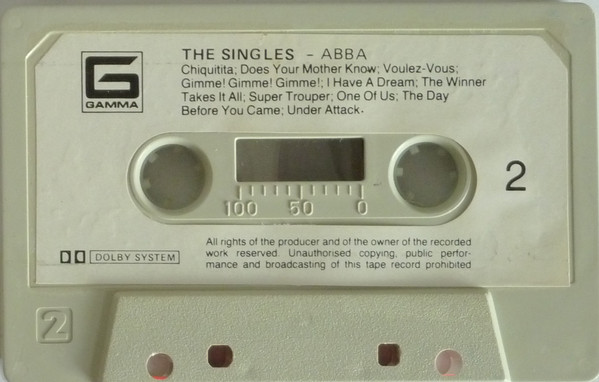 G
GAMMA
THE SINGLES - ABBA
Chiquitita; Does Your Mother Know; Voulez-Vous;
Gimme! Gimme! Gimme!; I Have A Dream; The Winner
Takes It All; Super Trouper; One Of Us; The Day
Before You Came; Under Attack.
2
100 50 0
DOLBY SYSTEM
All rights of the producer and of the owner of the recorded
work reserved. Unauthorised copying, public perfor-
mance and broadcasting of this tape record prohibited
2